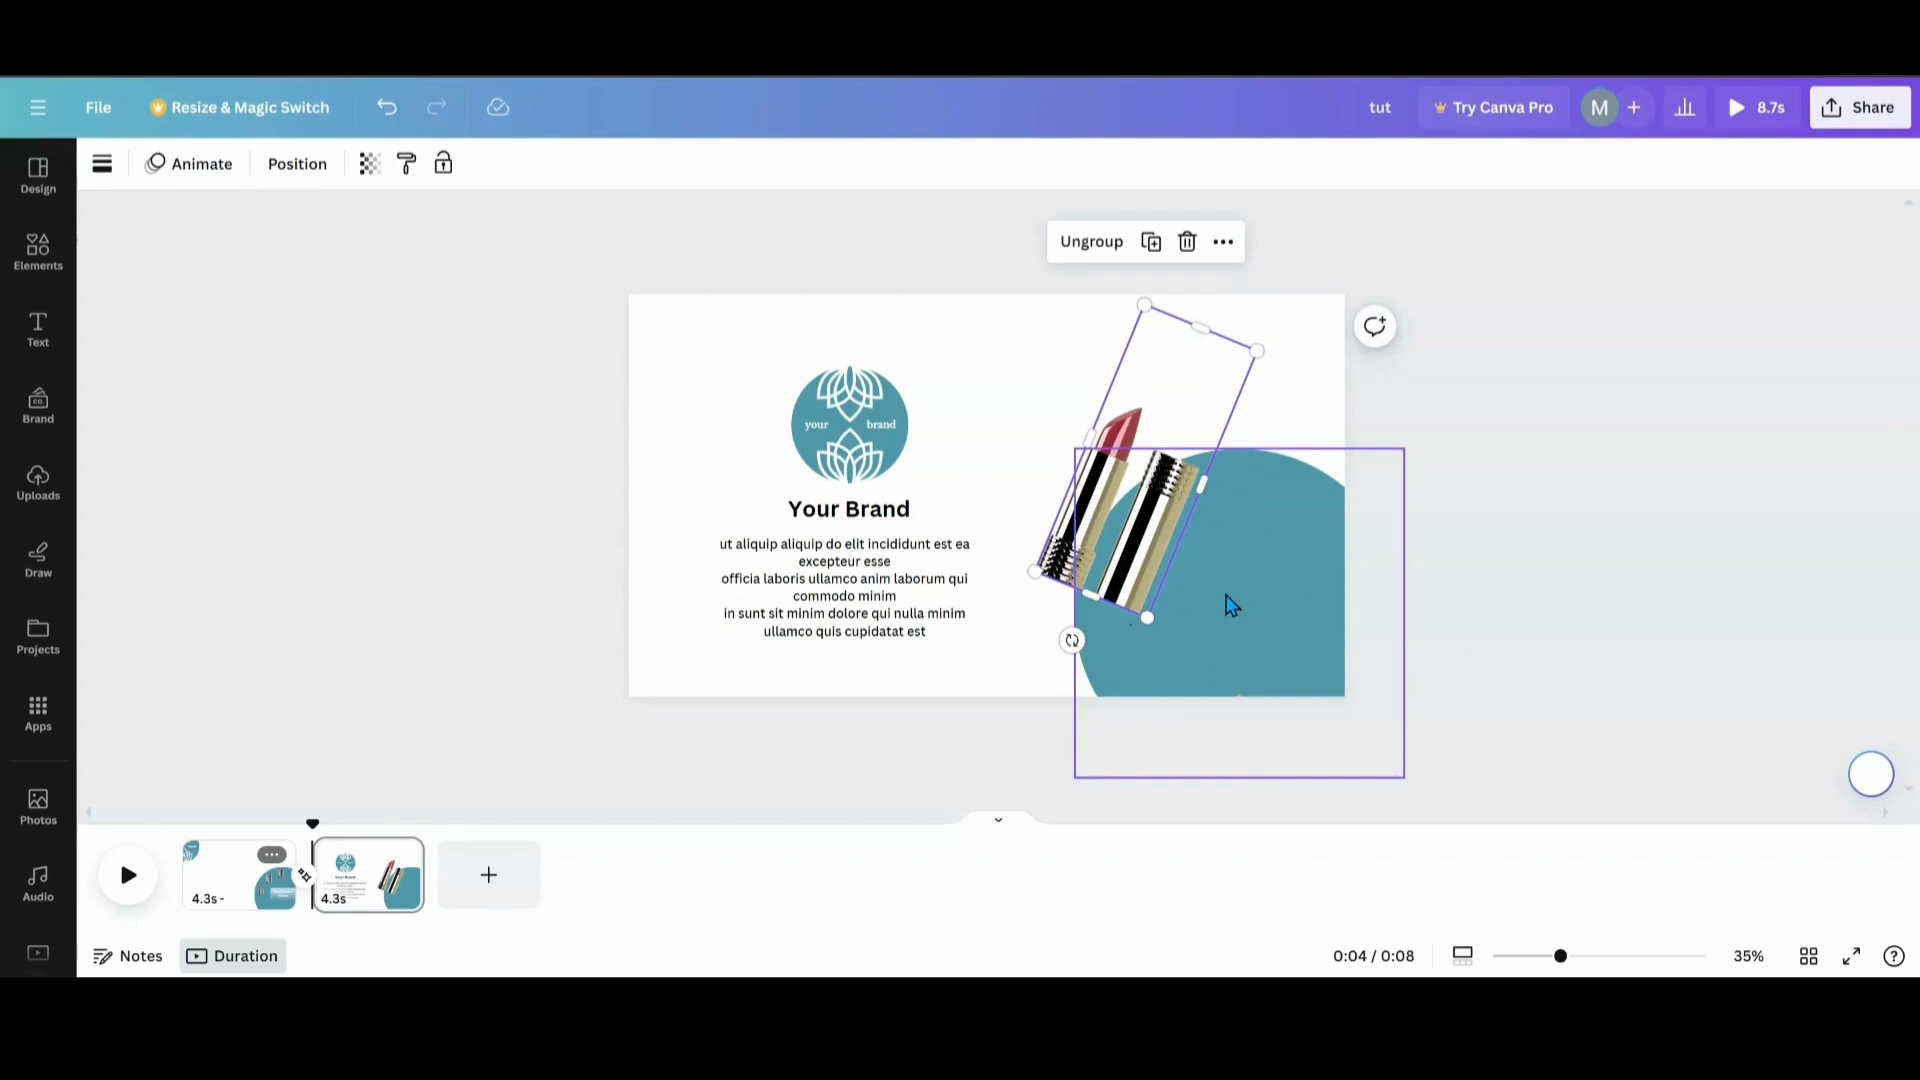 File
Resize & Magic Switch
tut
Try Canva Pro
M
8.7s
Share
Animate
Position
Design
Elements
Text
CO.
Brand
Uploads
Draw
Projects
Apps
Photos
Audio
Ungroup
your brand
Your Brand
ut aliquip aliquip do elit incididunt est ea
excepteur esse
officia laboris ullamco anim laborum qui
commodo minim
in sunt sit minim dolore qui nulla minim
ullamco quis cupidatat est
4.3s-
Your Brand
4.3s
Notes
Duration
0:04 / 0:08
35%